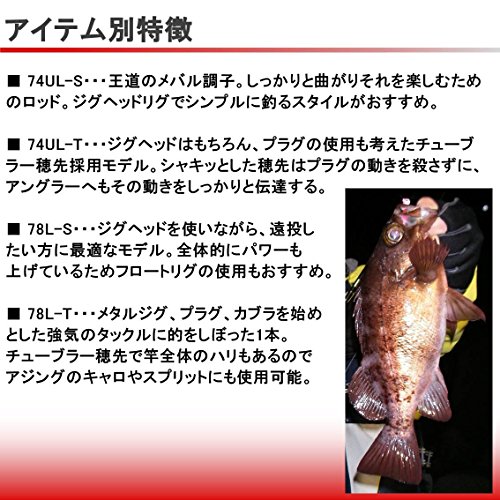 アイテム別特徴
■ 74UL-S･･･王道のメバル調子。しっかりと曲がりそれを楽しむため
のロッド。ジグヘッドリグでシンプルに釣るスタイルがおすすめ。
■ 74UL-T･･･ジグヘッドはもちろん、プラグの使用も考えたチューブ
ラー穂先採用モデル。シャキッとした穂先はプラグの動きを殺さずに、
アングラーへもその動きをしっかりと伝達する。
■ 78L-S･･･ジグヘッドを使いながら、遠投し
たい方に最適なモデル。全体的にパワーも
上げているためフロートリグの使用もおすすめ。
■ 78L-T･･･メタルジグ、プラグ、カブラを始め
とした強気のタックルに的をしぼった1本。
チューブラー穂先で竿全体のハリもあるので
アジングのキャロやスプリットにも使用可能。